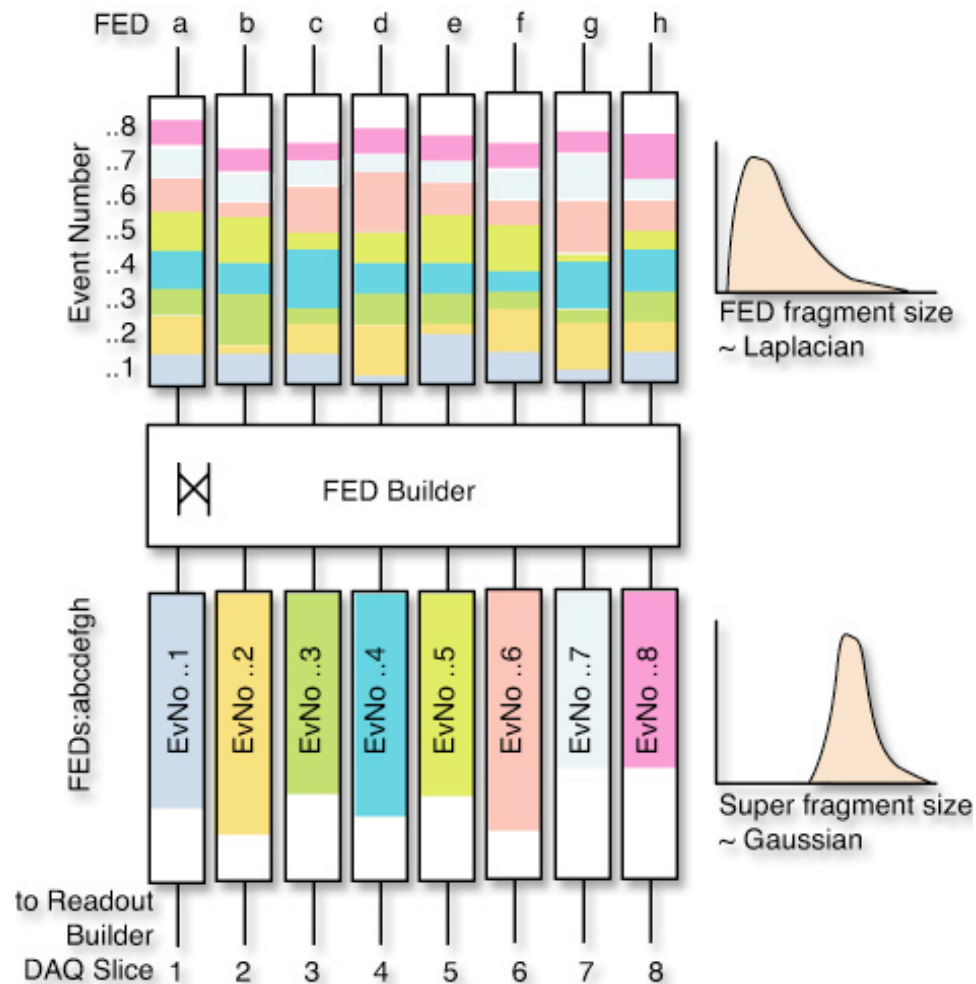 FED a b c d e f g h
Event Number
..8
..7
..6
..5
..4
..3
..2
..1
FED fragment size
~ Laplacian
FED Builder
FEDs:abcdefgh
EvNo ..1
EvNo ..2
EvNo ..3
EvNo ..4
EvNo ..5
EvNo ..6
EvNo ..7
EvNo ..8
Super fragment size
~ Gaussian
to Readout
Builder
DAQ Slice 1 2 3 4 5 6 7 8